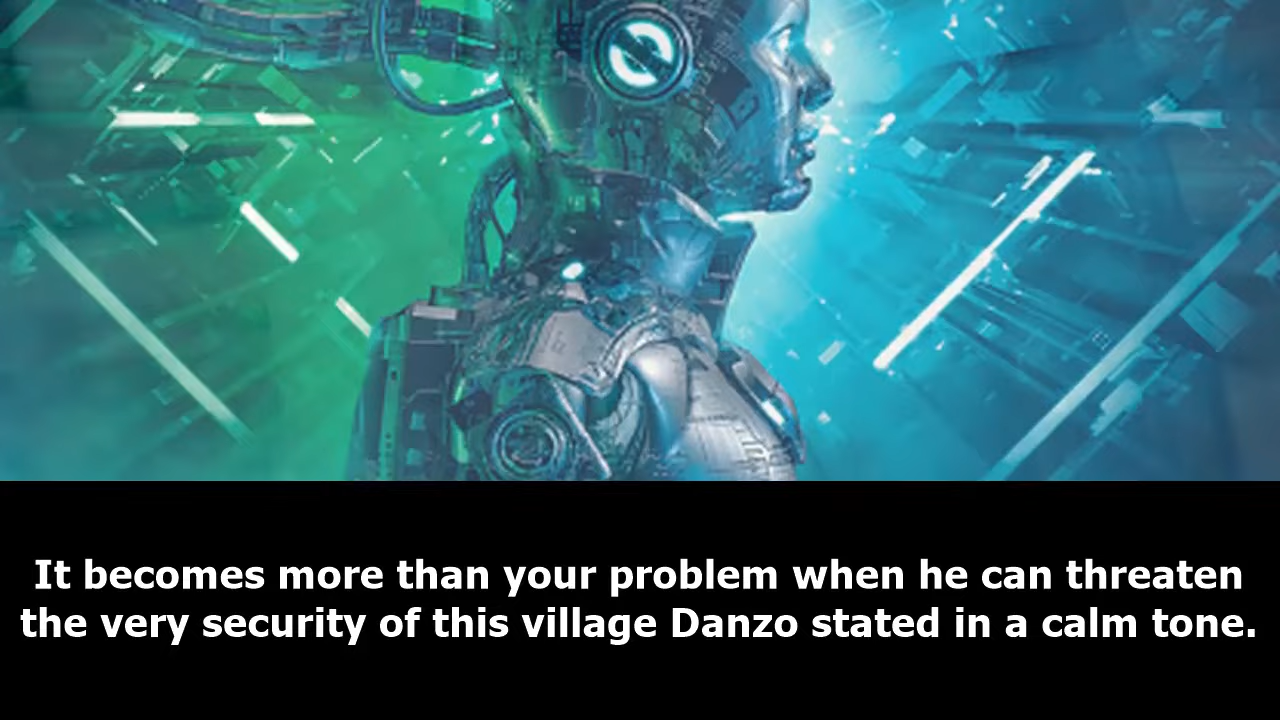 It becomes more than your problem when he can threaten
the very security of this village Danzo stated in a calm tone.